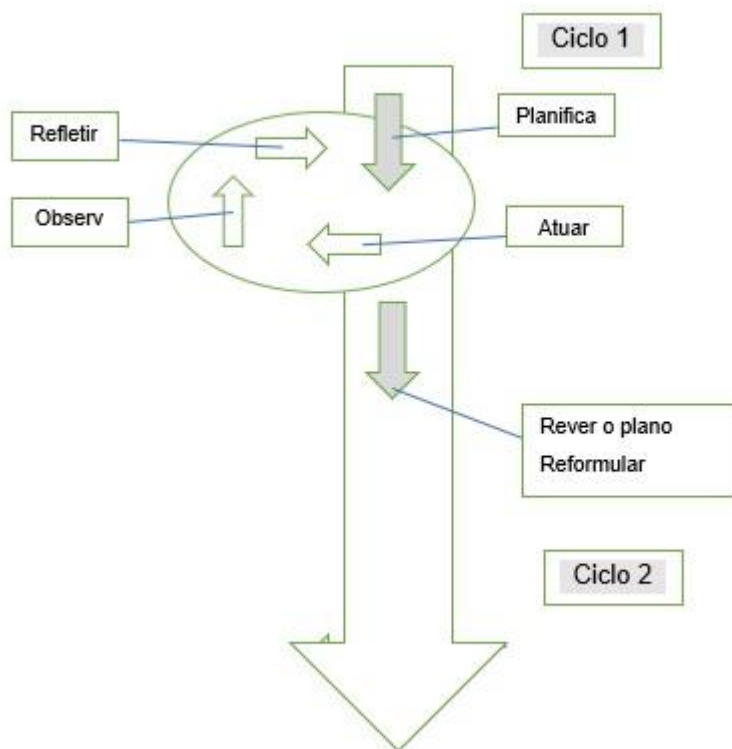 Ciclo 1
Planifica
Refletir
Observ
Atuar
Rever o plano
Reformular
Ciclo 2